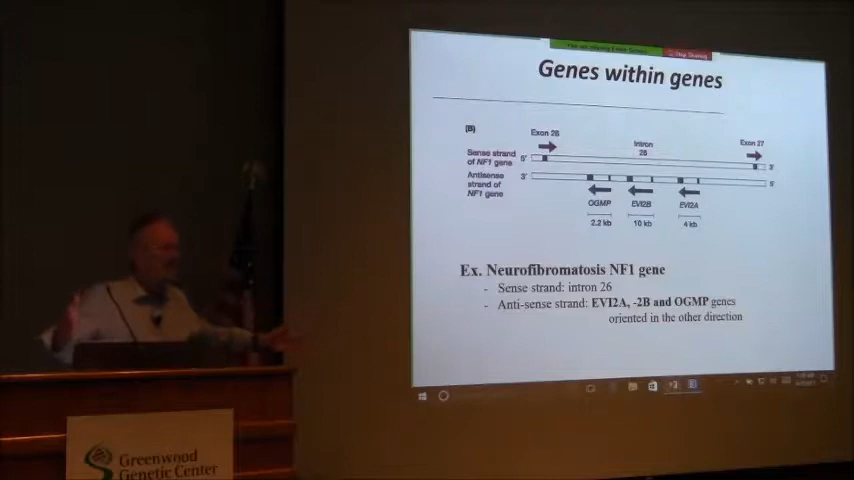 Stop Sharing
Genes within genes
(B)
Exon 26
Intron
26
Exon 27
Sense strand
of NF1 gene
5'
3'
Antisense
strand of
NF1 gene
3'
5'
OGMP
EVI2B
EVI2A
2.2 kb
10 kb
4 kb
Ex. Neurofibromatosis NF1 gene
- Sense strand: intron 26
- Anti-sense strand: EVI2A, -2B and OGMP genes
oriented in the other direction
Greenwood
Genetic Center